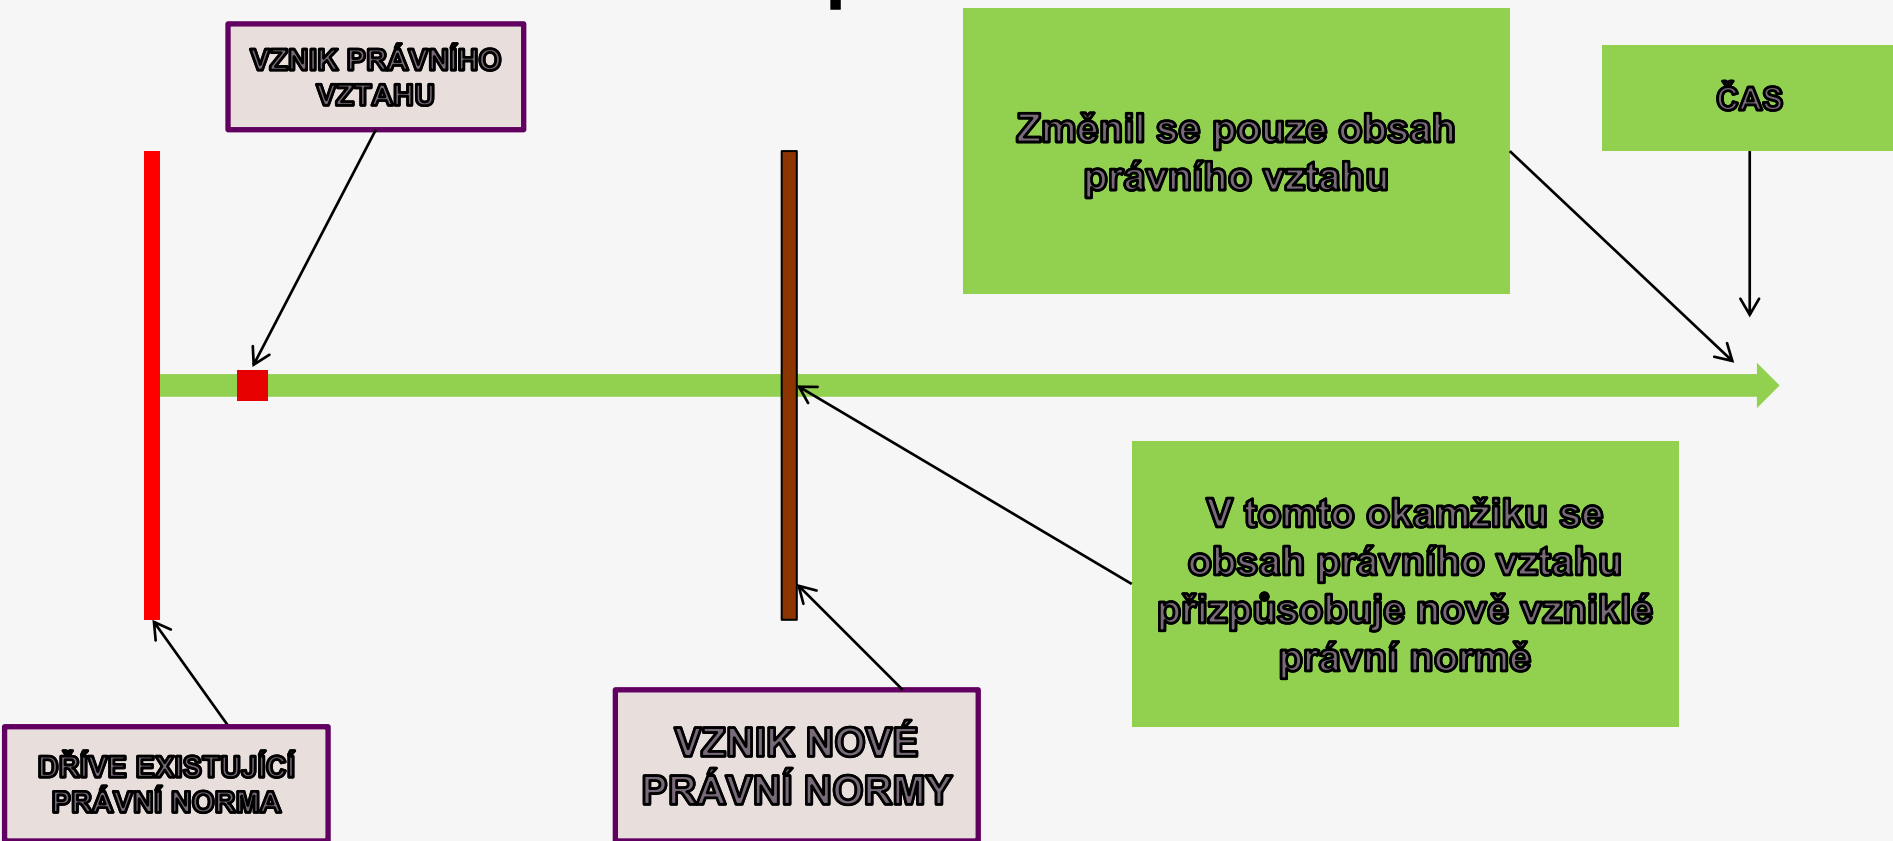 VZNIK PRÁVNÍHO
VZTAHU
Změnil se pouze obsah
právního vztahu
ČAS
V tomto okamžiku se
obsah právního vztahu
přizpůsobuje nově vzniklé
právní normě
VZNIK NOVÉ
PRÁVNÍ NORMY
DŘÍVE EXISTUJÍCÍ
PRÁVNÍ NORMA